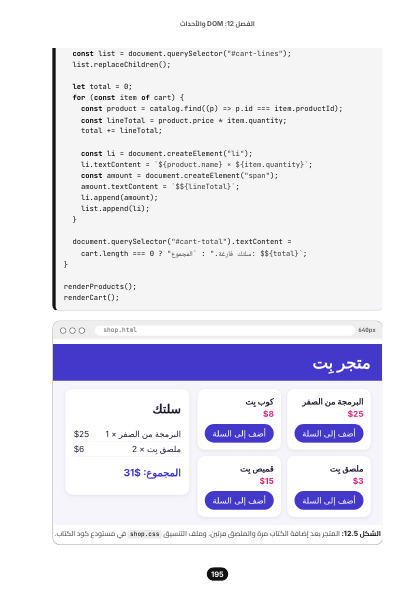 الفصل 12: DOM والأحداث
const list = document.querySelector("#cart-lines");
list.replaceChildren();
let total = 0;
for (const item of cart) {
const product = catalog.find((p) => p.id === item.productId);
const lineTotal = product.price * item.quantity;
total += lineTotal;
const li = document.createElement("li");
li.textContent = `${product.name} × ${item.quantity}`;
const amount = document.createElement("span");
amount.textContent = `$${lineTotal}`;
li.append(amount);
list.append(li);
}
document.querySelector("#cart-total").textContent =
cart.length === 0 ? "سلتك فارغة." : `المجموع: $${total}`;
}
renderProducts();
renderCart();
shop.html
640px
متجر بِت
البرمجة من الصفر
$25
أضف إلى السلة
كوب بِت
$8
أضف إلى السلة
ملصق بِت
$3
أضف إلى السلة
قميص بِت
$15
أضف إلى السلة
سلتك
البرمجة من الصفر × 1 $25
ملصق بِت × 2 $6
المجموع: $31
الشكل 12.5: المتجر بعد إضافة الكتاب مرة والملصق مرتين. وملف التنسيق shop.css في مستودع كود الكتاب.
195